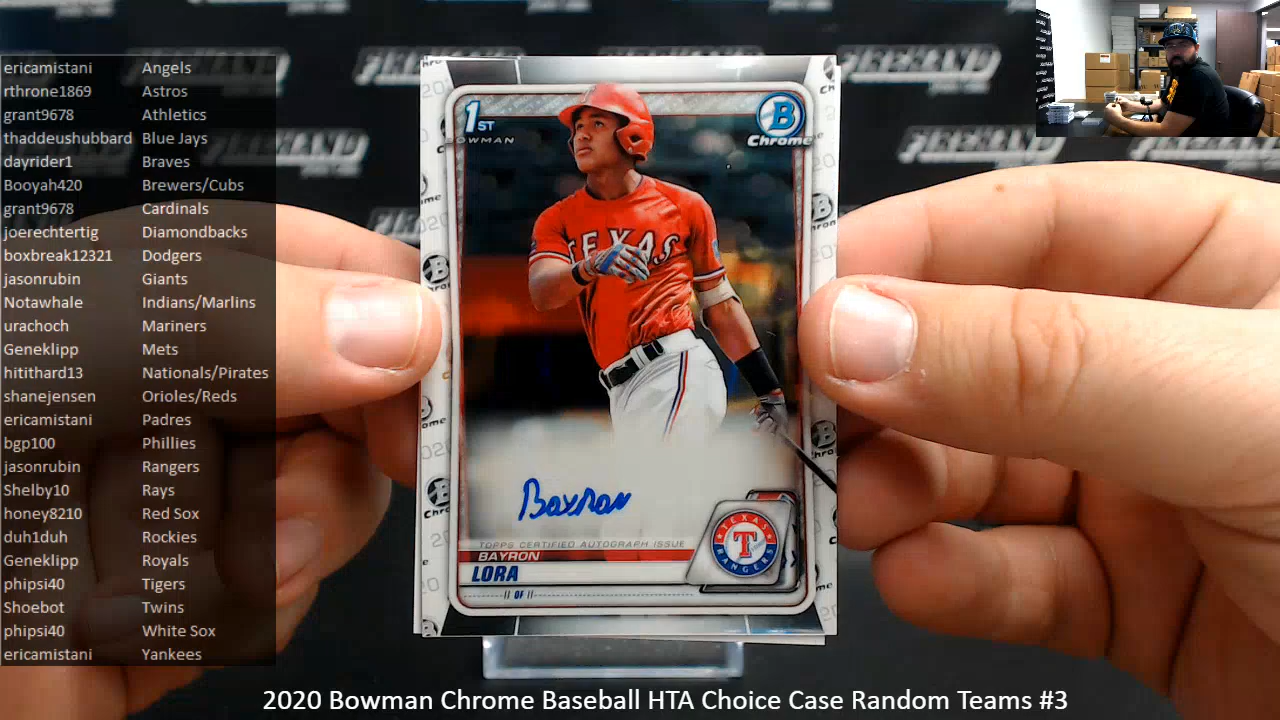 ericamistani Angels
rthrone1869 Astros
grant9678 Athletics
thaddeushubbard Blue Jays
dayrider1 Braves
Booyah420 Brewers/Cubs
grant9678 Cardinals
joerechtertig Diamondbacks
boxbreak12321 Dodgers
jasonrubin Giants
Notawhale Indians/Marlins
urachoch Mariners
Geneklipp Mets
hitithard13 Nationals/Pirates
shanejensen Orioles/Reds
ericamistani Padres
bgp100 Phillies
jasonrubin Rangers
Shelby10 Rays
honey8210 Red Sox
duh1duh Rockies
Geneklipp Royals
phipsi40 Tigers
Shoebot Twins
phipsi40 White Sox
ericamistani Yankees
1ST
BOWMAN
B
Chrome
TEXAS
Bayron
TOPPS CERTIFIED AUTOGRAPH ISSUE
BAYRON
LORA
II OF II
TEXAS
T
RANGERS
2020 Bowman Chrome Baseball HTA Choice Case Random Teams #3